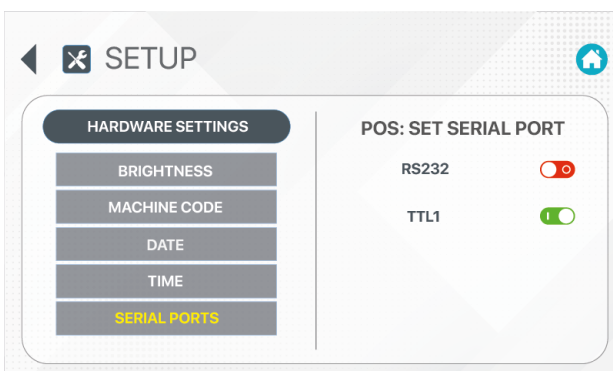 SETUP
HARDWARE SETTINGS
BRIGHTNESS
MACHINE CODE
DATE
TIME
SERIAL PORTS
POS: SET SERIAL PORT
RS232
TTL1